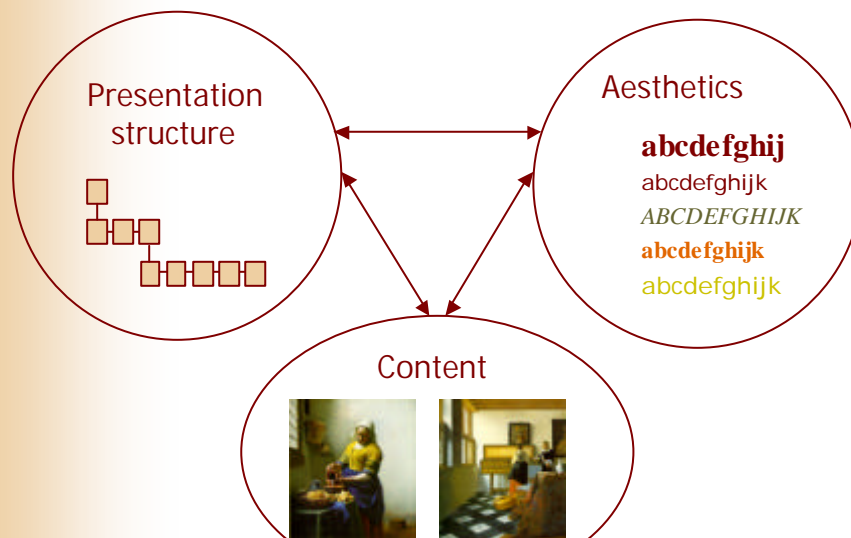 Presentation
structure
Aesthetics
abcdefghij
abcdefghijk
ABCDEFGHIJK
abcdefghijk
abcdefghijk
Content